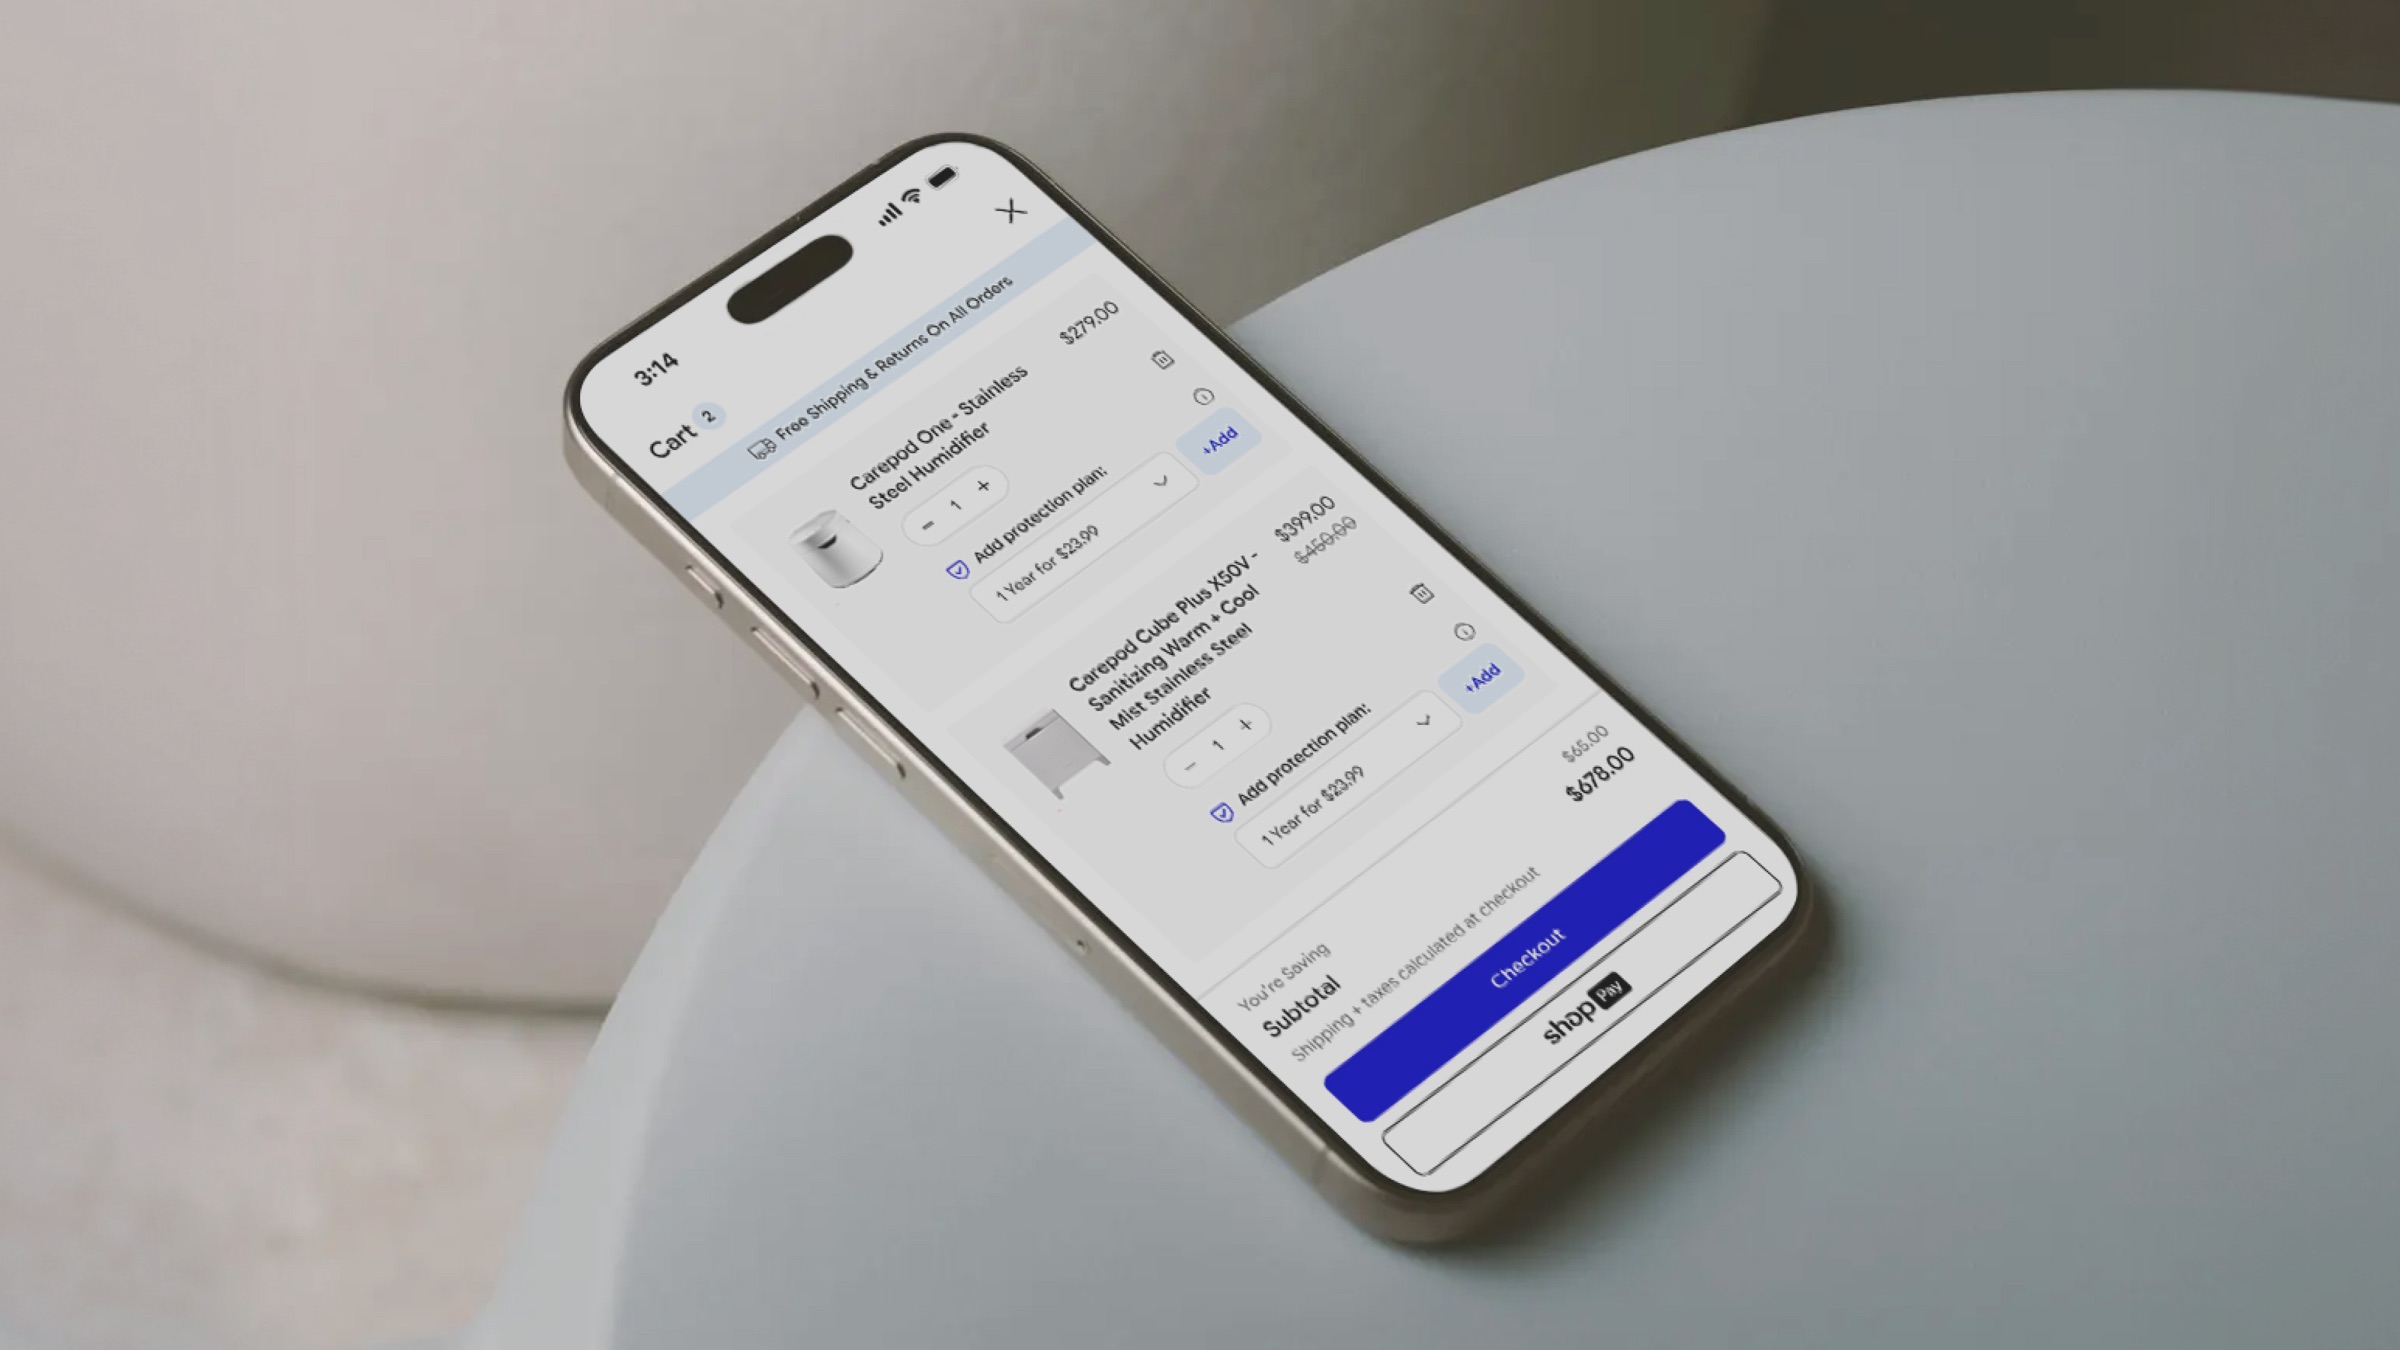 3:14
Cart 2
Free Shipping & Returns On All Orders
Carepod One - Stainless
Steel Humidifier
$279.00
− 1 +
Add protection plan:
1 Year for $23.99
+Add
Carepod Cube Plus X50V -
Sanitizing Warm + Cool
Mist Stainless Steel
Humidifier
$399.00
$450.00
− 1 +
Add protection plan:
1 Year for $23.99
+Add
You're Saving $65.00
Subtotal $678.00
Shipping + taxes calculated at checkout
Checkout
shop Pay